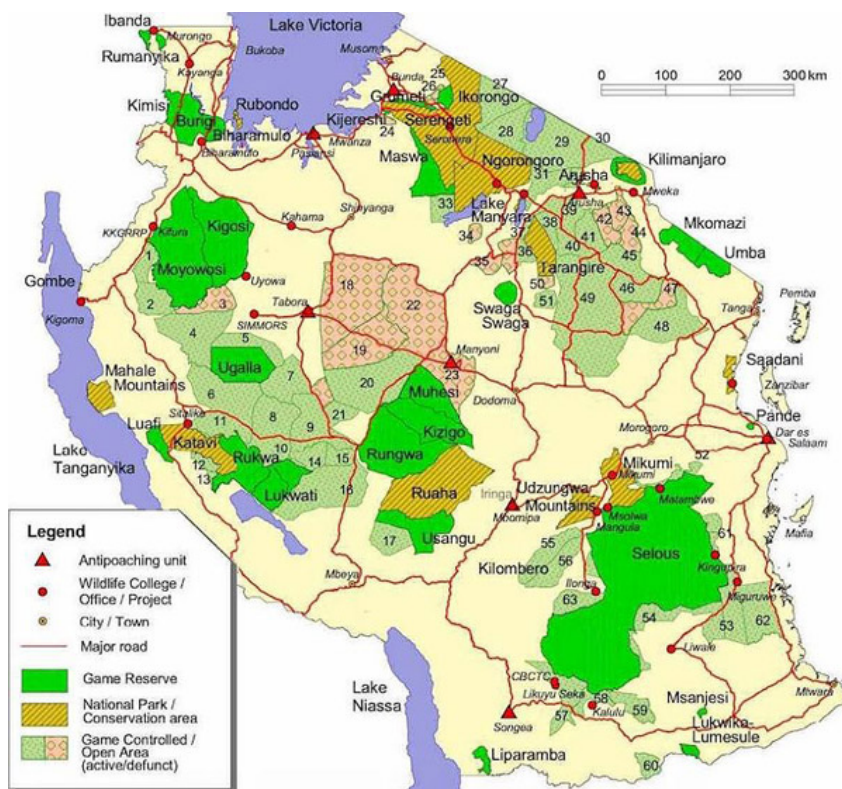 Ibanda
Murongo
Rumanyika
Kayanga
Bukoba
Lake Victoria
Musoma
Bunda
25
26
27
Grumeti
Ikorongo
0 100 200 300 km
Kimisi
Burigi
Rubondo
Biharamulo
Biharamulo
Kijereshi
Pasiansi
Mwanza
24
Serengeti
Seronera
28
29
30
Maswa
Ngorongoro
31
Arusha
32
Arusha
Kilimanjaro
Mweka
33
Lake
Manyara
34
35
36
37
38
39
40
41
42
43
44
45
Mkomazi
Umba
Kahama
Shinyanga
KKGRRP
Kifura
Kigosi
Moyowosi
1
2
3
Uyowa
Gombe
Kigoma
Tabora
SIMMORS
18
22
19
Tarangire
50
51
49
46
47
48
Swaga
Swaga
Tanga
Pemba
4
5
Ugalla
7
20
Manyoni
23
Muhesi
Dodoma
Saadani
Zanzibar
Mahale
Mountains
6
8
9
21
Kizigo
Morogoro
Pande
Dar es
Salaam
Luafi
Sitalike
11
Katavi
10
12
13
Rukwa
14
15
Lukwati
16
Rungwa
Ruaha
Iringa
Mbomipa
Udzungwa
Mountains
Mikumi
Mikumi
52
Matambwe
Msolwa
Mangula
Lake
Tanganyika
Usangu
17
Mbeya
Mafia
55
56
Kilombero
Ilonga
63
Selous
61
Kingupira
Miguruwe
54
53
62
Liwale
Lake
Niassa
CBCTC
Likuyu Seka
58
57
Kalulu
59
Songea
Msanjesi
Mtwara
Lukwika-
Lumesule
Liparamba
60
Legend
Antipoaching unit
Wildlife College /
Office / Project
City / Town
Major road
Game Reserve
National Park /
Conservation area
Game Controlled /
Open Area
(active/defunct)